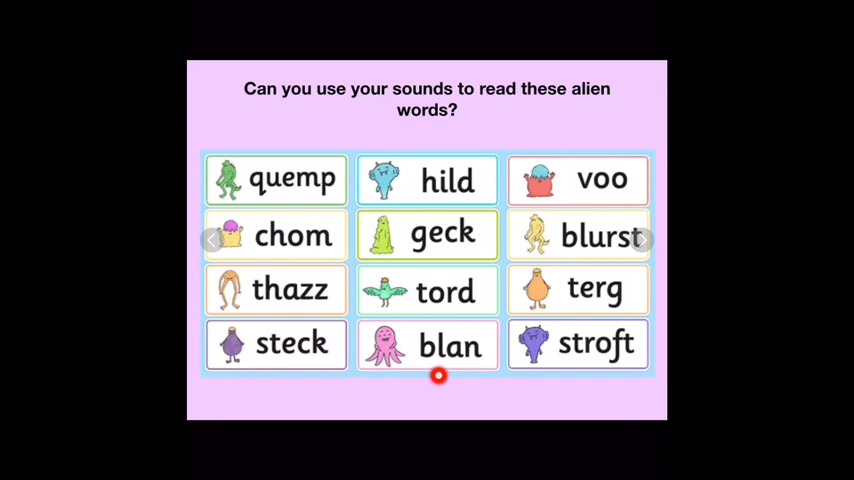 Can you use your sounds to read these alien
words?
quemp hild voo
chom geck blurst
thazz tord terg
steck blan stroft